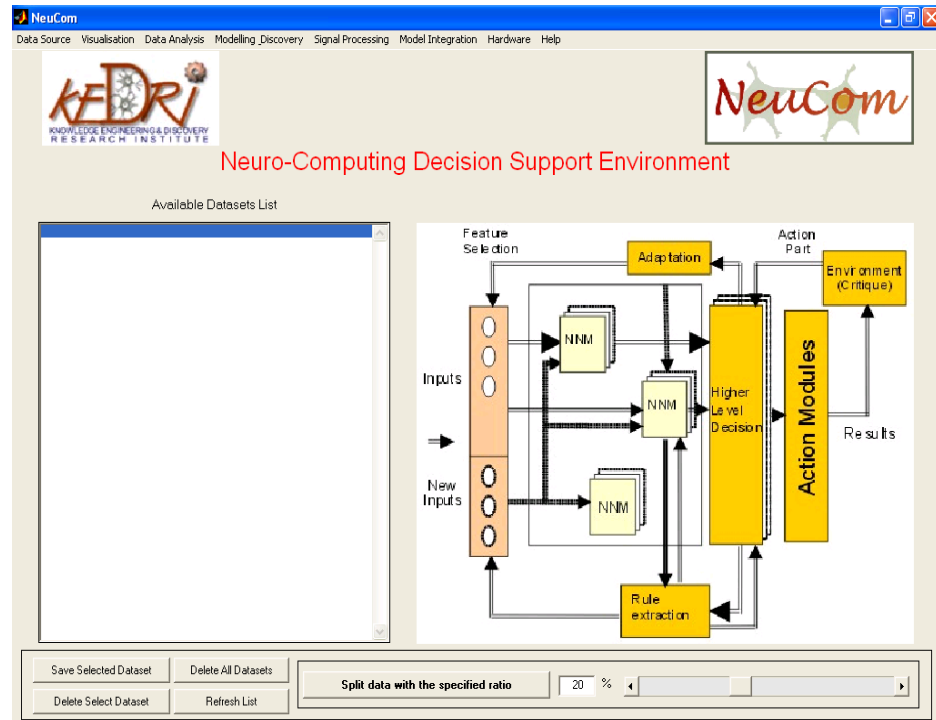 NeuCom
Data Source Visualisation Data Analysis Modelling_Discovery Signal Processing Model Integration Hardware Help
KEDRI
KNOWLEDGE ENGINEERING & DISCOVERY
RESEARCH INSTITUTE
NeuCom
Neuro-Computing Decision Support Environment
Available Datasets List
Feature
Selection
Adaptation
Action
Part
Environment
(Critique)
NNM
Inputs
NNM
Higher
Level
Decision
Action Modules
Results
New
Inputs
NNM
Rule
extraction
Save Selected Dataset
Delete All Datasets
Split data with the specified ratio
20 %
Delete Select Dataset
Refresh List